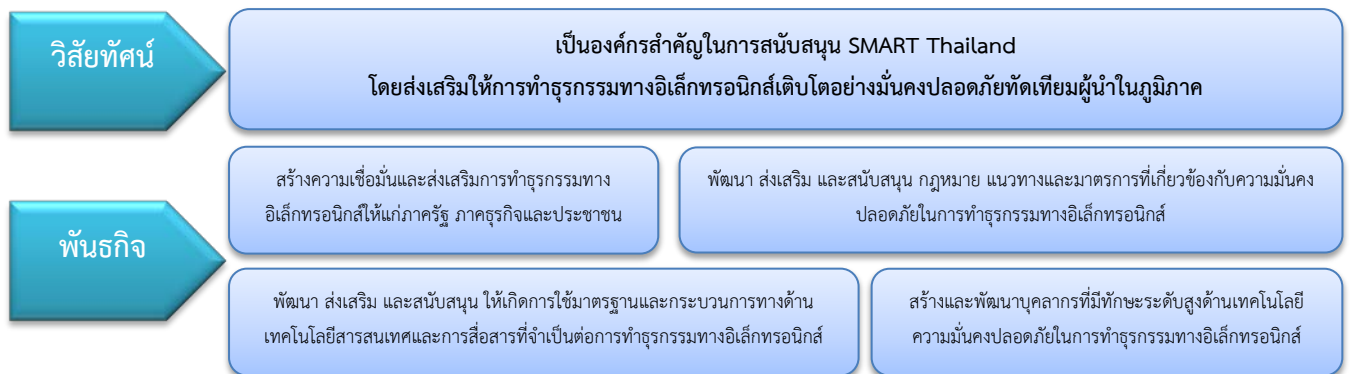 วิสัยทัศน์
เป็นองค์กรสำคัญในการสนับสนุน SMART Thailand
โดยส่งเสริมให้การทำธุรกรรมทางอิเล็กทรอนิกส์เติบโตอย่างมั่นคงปลอดภัยทัดเทียมผู้นำในภูมิภาค
พันธกิจ
สร้างความเชื่อมั่นและส่งเสริมการทำธุรกรรมทาง
อิเล็กทรอนิกส์ให้แก่ภาครัฐ ภาคธุรกิจและประชาชน
พัฒนา ส่งเสริม และสนับสนุน กฎหมาย แนวทางและมาตรการที่เกี่ยวข้องกับความมั่นคง
ปลอดภัยในการทำธุรกรรมทางอิเล็กทรอนิกส์
พัฒนา ส่งเสริม และสนับสนุน ให้เกิดการใช้มาตรฐานและกระบวนการทางด้าน
เทคโนโลยีสารสนเทศและการสื่อสารที่จำเป็นต่อการทำธุรกรรมทางอิเล็กทรอนิกส์
สร้างและพัฒนาบุคลากรที่มีทักษะระดับสูงด้านเทคโนโลยี
ความมั่นคงปลอดภัยในการทำธุรกรรมทางอิเล็กทรอนิกส์